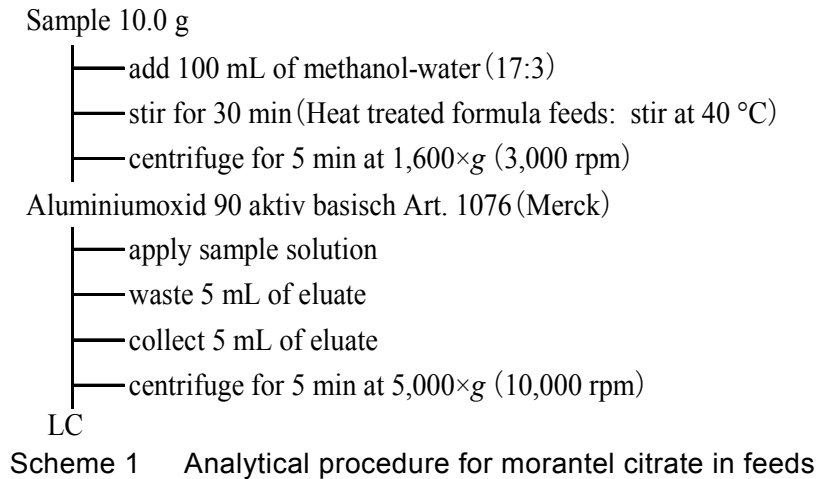 Sample 10.0 g
add 100 mL of methanol-water(17:3)
stir for 30 min(Heat treated formula feeds: stir at 40 °C)
centrifuge for 5 min at 1,600×g (3,000 rpm)
Aluminiumoxid 90 aktiv basisch Art. 1076(Merck)
apply sample solution
waste 5 mL of eluate
collect 5 mL of eluate
centrifuge for 5 min at 5,000×g (10,000 rpm)
LC
Scheme 1 Analytical procedure for morantel citrate in feeds